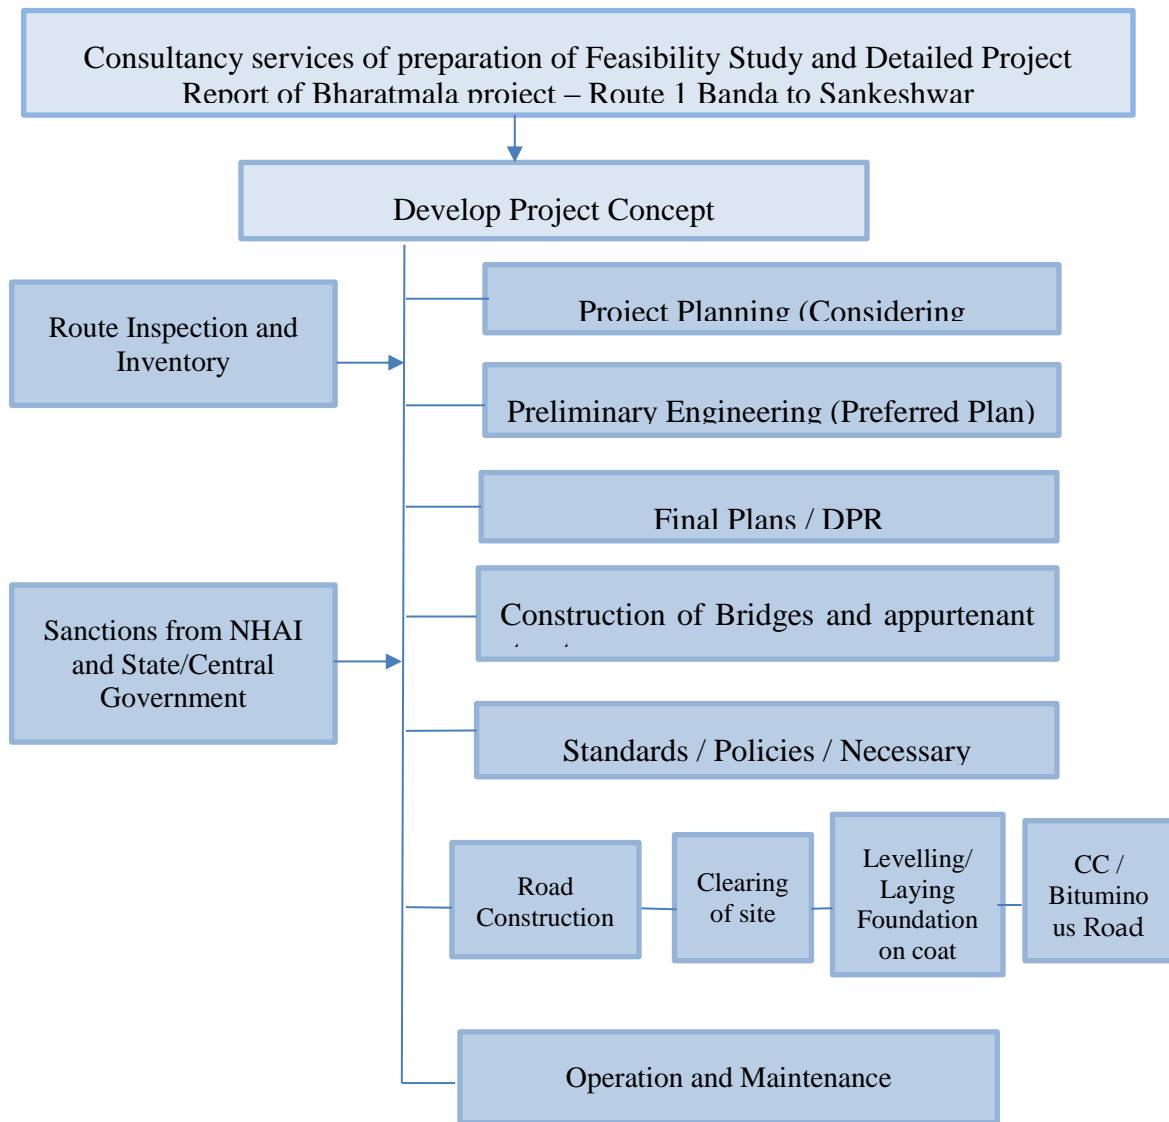 Consultancy services of preparation of Feasibility Study and Detailed Project
Report of Bharatmala project – Route 1 Banda to Sankeshwar
Develop Project Concept
Route Inspection and
Inventory
Project Planning (Considering
Preliminary Engineering (Preferred Plan)
Final Plans / DPR
Sanctions from NHAI
and State/Central
Government
Construction of Bridges and appurtenant
Standards / Policies / Necessary
Road
Construction
Clearing
of site
Levelling/
Laying
Foundation
on coat
CC /
Bitumino
us Road
Operation and Maintenance